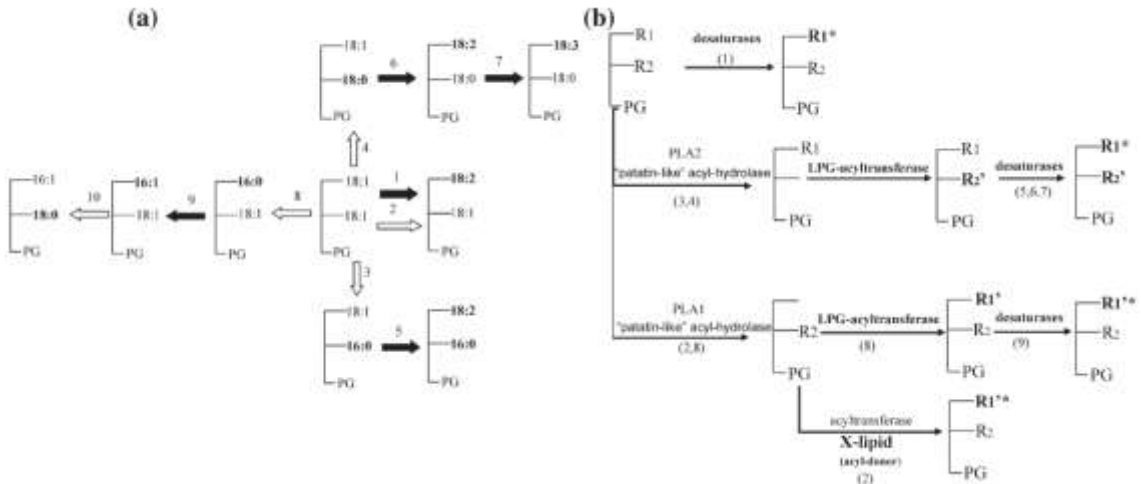 (a)
18:1
18:0
PG
6
18:2
18:0
PG
7
18:3
18:0
PG
4
16:1
18:0
PG
10
16:1
18:1
PG
9
16:0
18:1
PG
8
18:1
18:1
PG
1
2
18:2
18:1
PG
3
18:1
16:0
PG
5
18:2
16:0
PG
(b)
R1
R2
PG
desaturases
(1)
R1*
R2
PG
PLA2
"patatin-like" acyl-hydrolase
(3,4)
R1
PG
LPG-acyltransferase
R1
R2'
PG
desaturases
(5,6,7)
R1*
R2'
PG
PLA1
"patatin-like" acyl-hydrolase
(2,8)
R2
PG
LPG-acyltransferase
(8)
R1'
R2
PG
desaturases
(9)
R1'*
R2
PG
acyltransferase
X-lipid
(acyl-donor)
(2)
R1'*
R2
PG